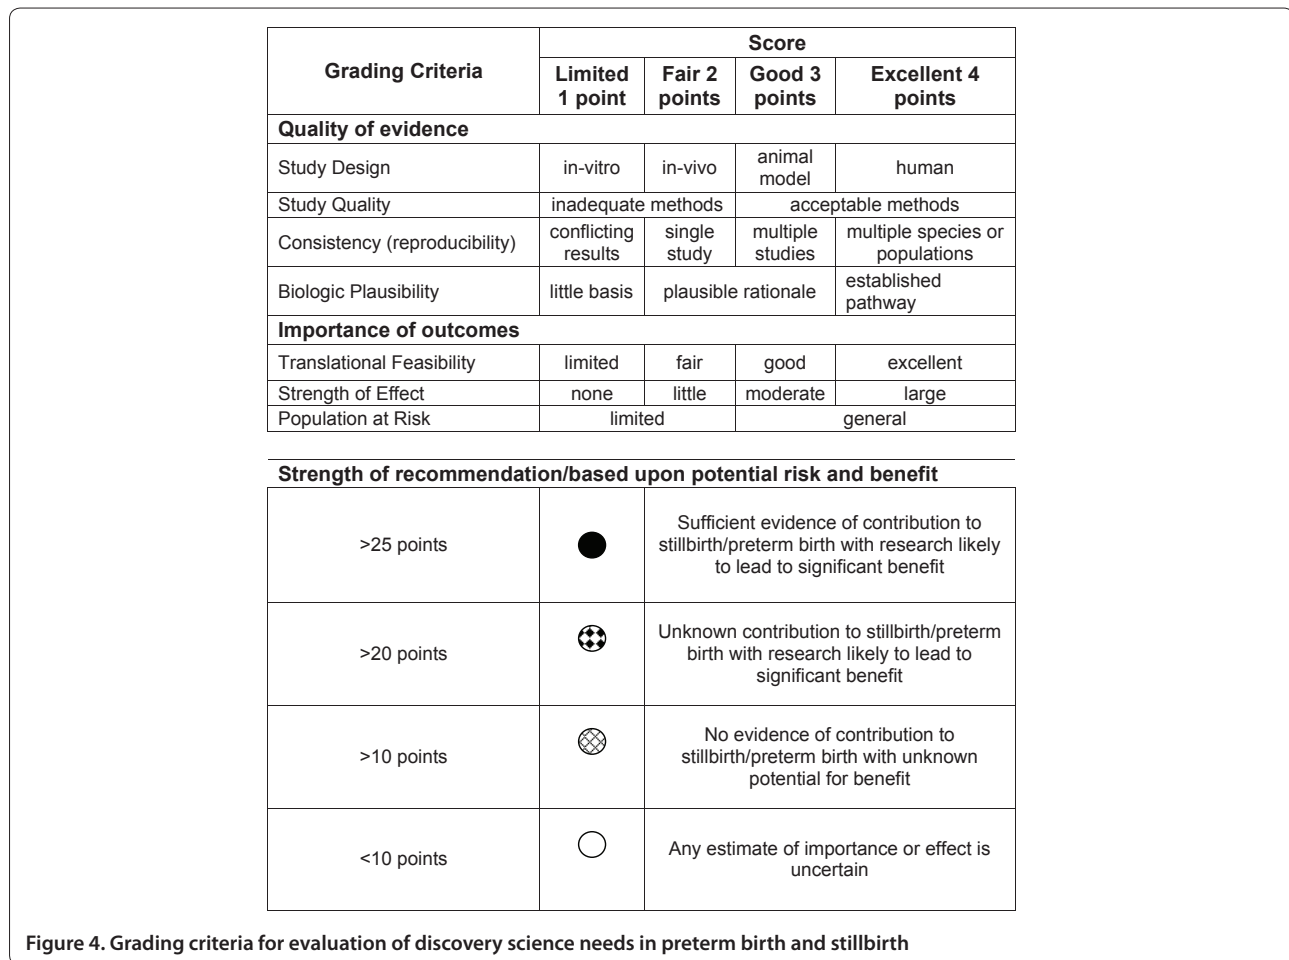 Grading Criteria
Score
Limited 1 point
Fair 2 points
Good 3 points
Excellent 4 points
Quality of evidence
Study Design
in-vitro
in-vivo
animal model
human
Study Quality
inadequate methods
acceptable methods
Consistency (reproducibility)
conflicting results
single study
multiple studies
multiple species or populations
Biologic Plausibility
little basis
plausible rationale
established pathway
Importance of outcomes
Translational Feasibility
limited
fair
good
excellent
Strength of Effect
none
little
moderate
large
Population at Risk
limited
general
Strength of recommendation/based upon potential risk and benefit
>25 points
Sufficient evidence of contribution to
stillbirth/preterm birth with research likely
to lead to significant benefit
>20 points
Unknown contribution to stillbirth/preterm
birth with research likely to lead to
significant benefit
>10 points
No evidence of contribution to
stillbirth/preterm birth with unknown
potential for benefit
<10 points
Any estimate of importance or effect is
uncertain
Figure 4. Grading criteria for evaluation of discovery science needs in preterm birth and stillbirth